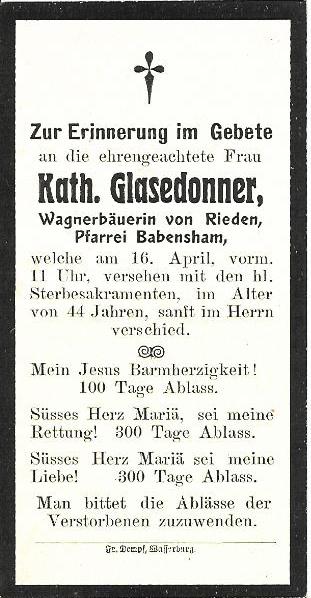 Zur Erinnerung im Gebete
an die ehrengeachtete Frau
Kath. Glasedonner,
Wagnerbäuerin von Rieden,
Pfarrei Babensham,
welche am 16. April, vorm.
11 Uhr, versehen mit den hl.
Sterbesakramenten, im Alter
von 44 Jahren, sanft im Herrn
verschied.
Mein Jesus Barmherzigkeit!
100 Tage Ablass.
Süsses Herz Mariä, sei meine
Rettung! 300 Tage Ablass.
Süsses Herz Mariä sei meine
Liebe! 300 Tage Ablass.
Man bittet die Ablässe der
Verstorbenen zuzuwenden.
Fr. Dempf, Wasserburg.